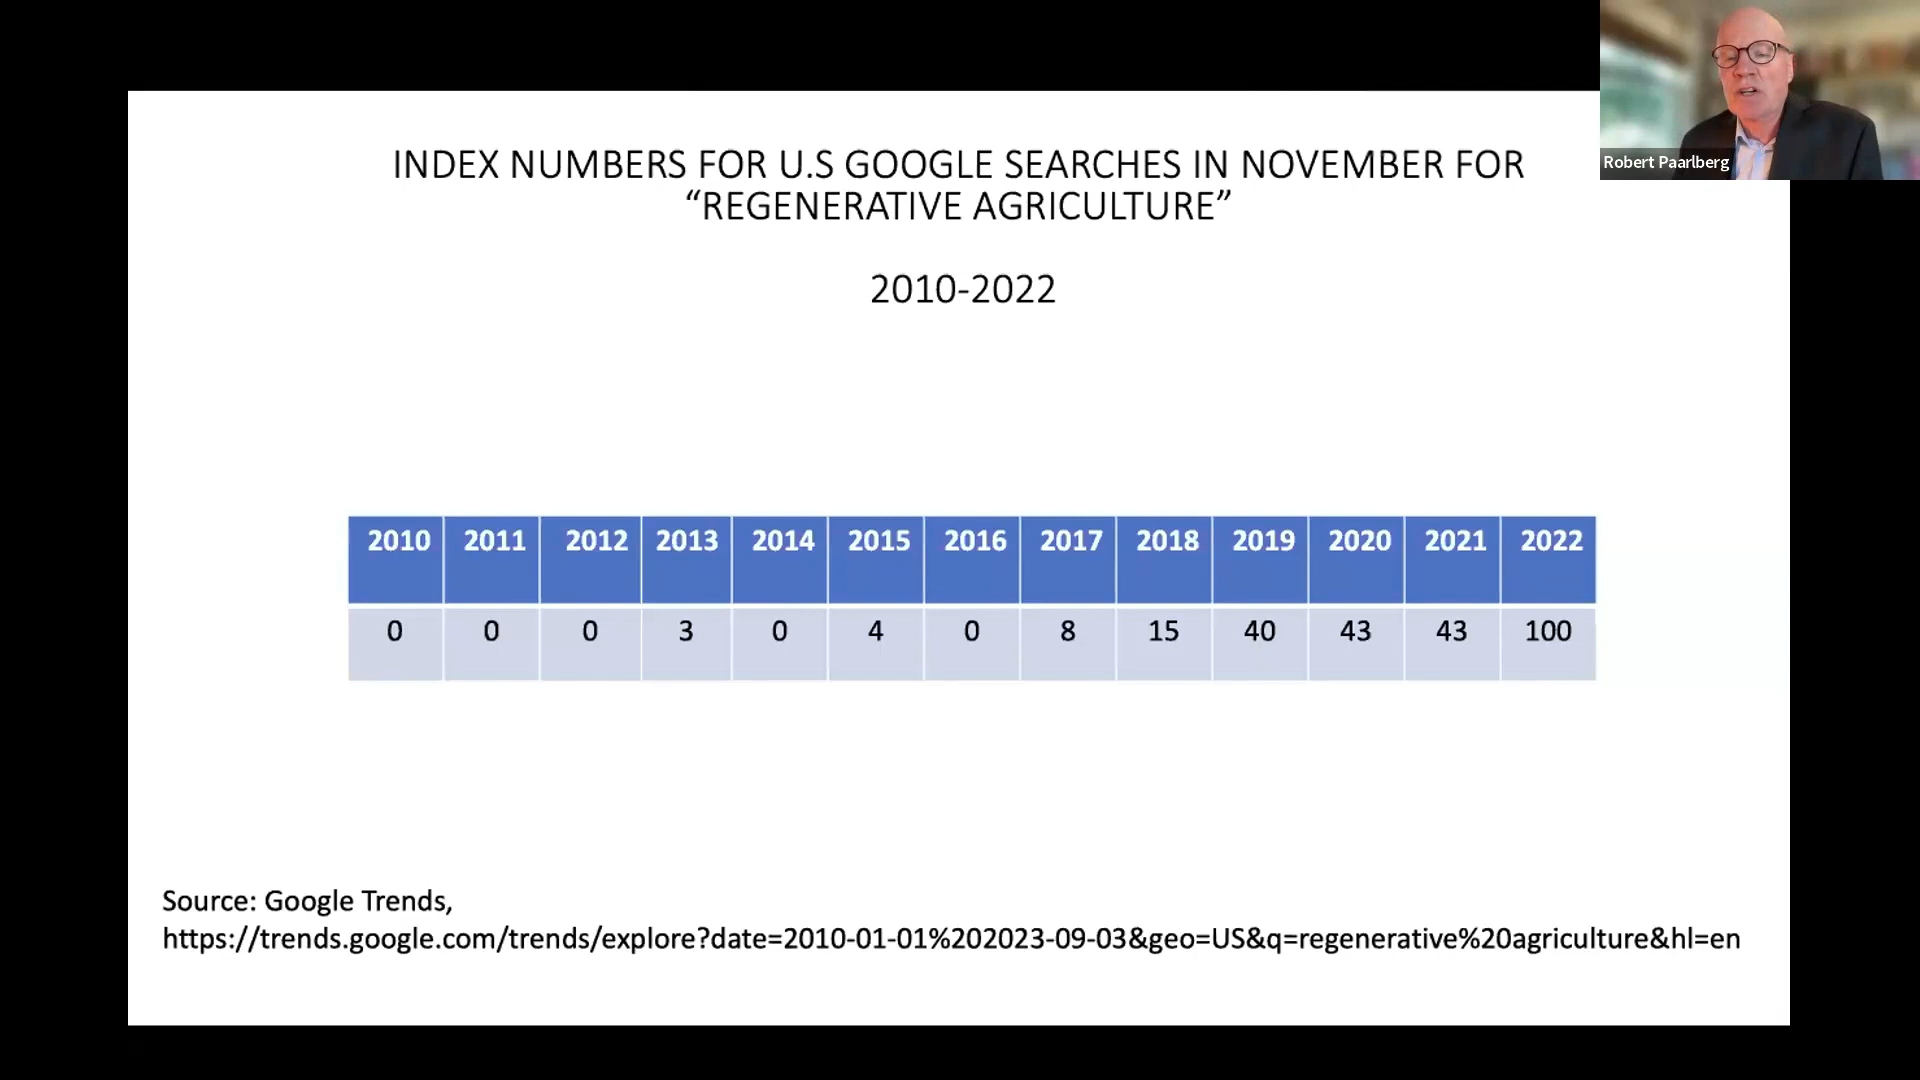 INDEX NUMBERS FOR U.S GOOGLE SEARCHES IN NOVEMBER FOR
“REGENERATIVE AGRICULTURE”
2010-2022
Robert Paarlberg
2010 2011 2012 2013 2014 2015 2016 2017 2018 2019 2020 2021 2022
0 0 0 3 0 4 0 8 15 40 43 43 100
Source: Google Trends,
https://trends.google.com/trends/explore?date=2010-01-01%202023-09-03&geo=US&q=regenerative%20agriculture&hl=en